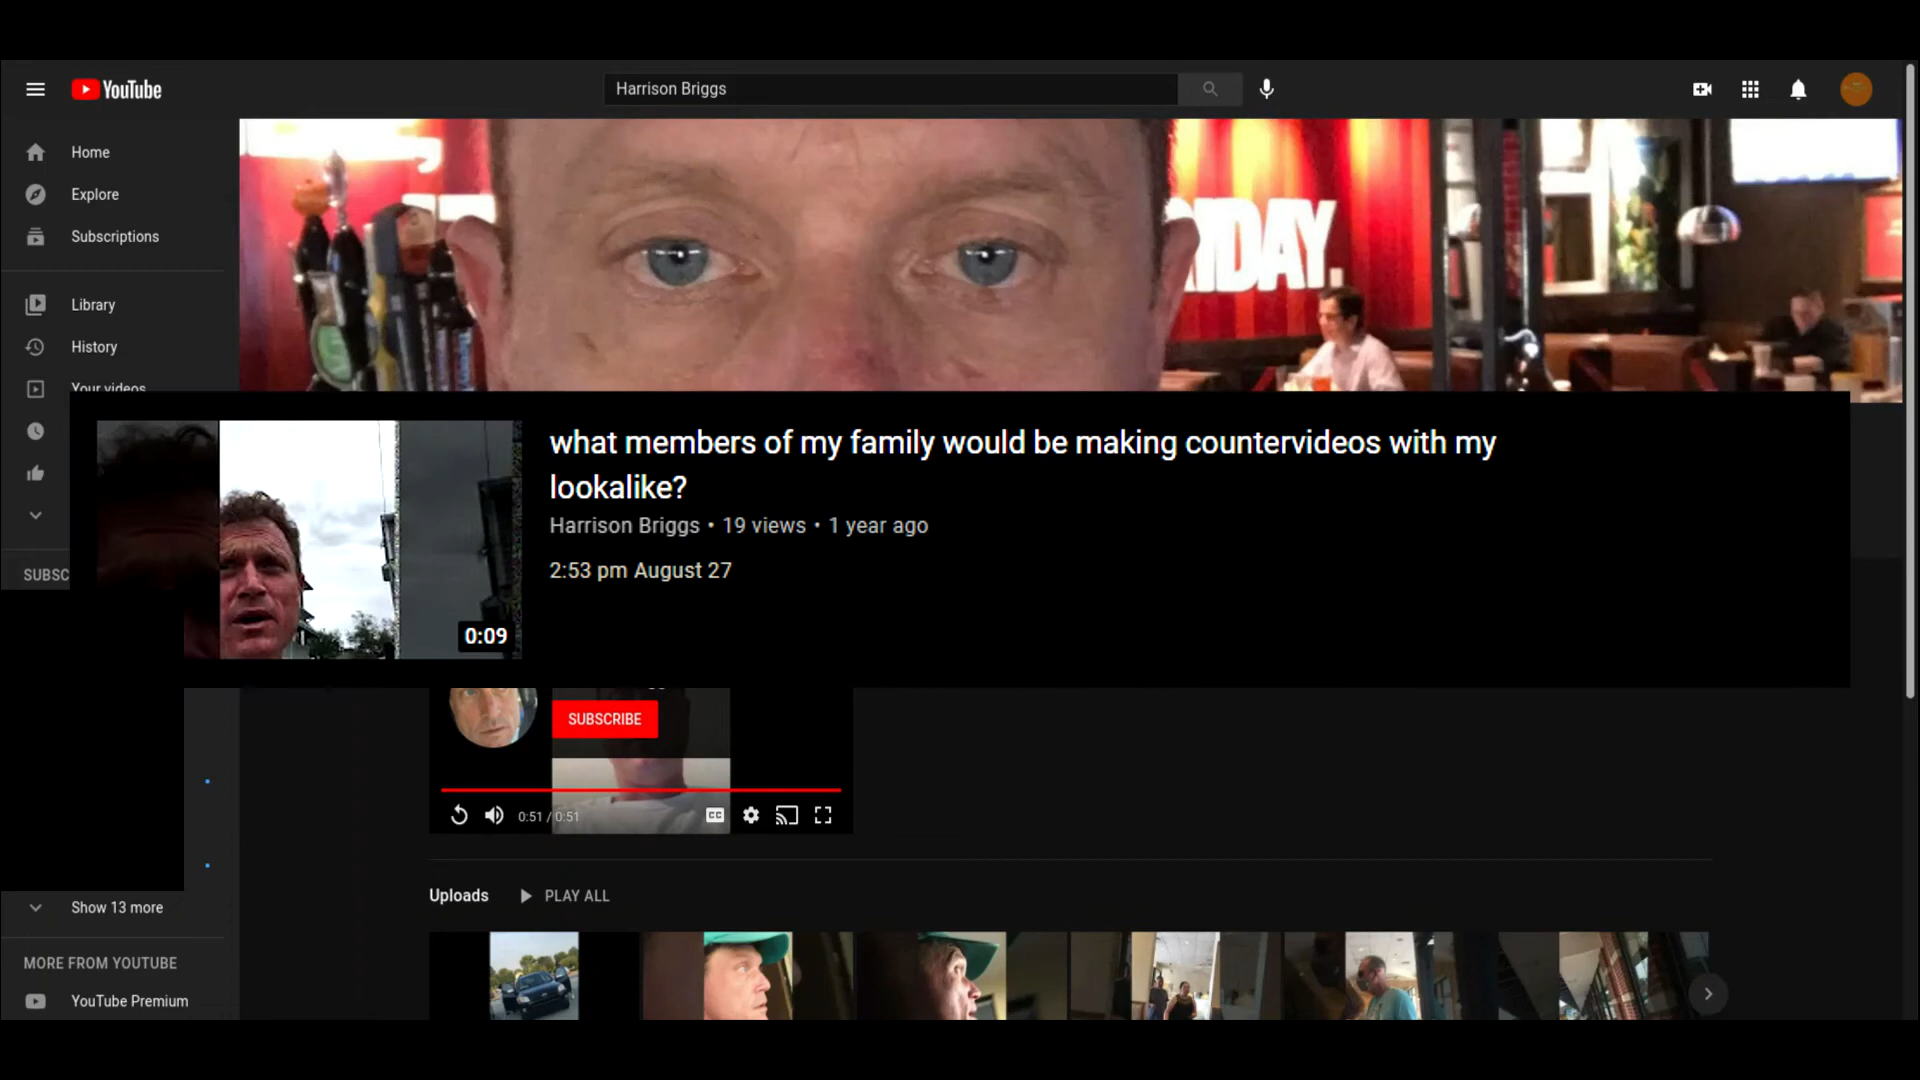 YouTube
Harrison Briggs
Home
Explore
Subscriptions
Library
History
Your videos
IDAY.
what members of my family would be making countervideos with my
lookalike?
Harrison Briggs • 19 views • 1 year ago
2:53 pm August 27
0:09
SUBSC
SUBSCRIBE
0:51 / 0:51
CC
Uploads
PLAY ALL
Show 13 more
MORE FROM YOUTUBE
YouTube Premium